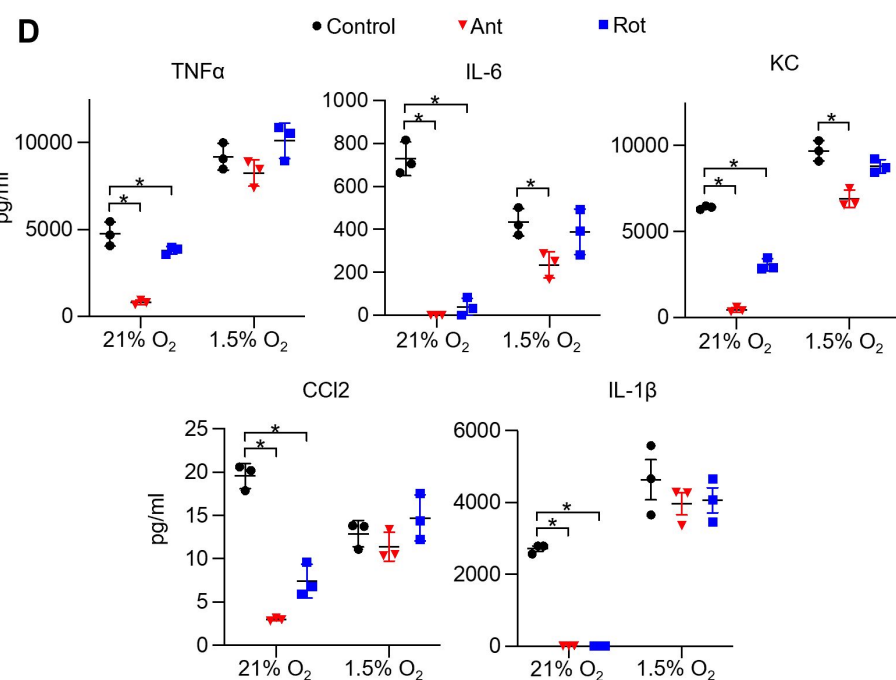 D
Control Ant Rot
TNFα IL-6 KC
pg/ml
10000
5000
0
* *
21% O₂ 1.5% O₂
1000
800
600
400
200
0
* * *
21% O₂ 1.5% O₂
10000
5000
0
* * *
21% O₂ 1.5% O₂
CCl2 IL-1β
pg/ml
25
20
15
10
5
0
* *
21% O₂ 1.5% O₂
6000
4000
2000
0
* *
21% O₂ 1.5% O₂